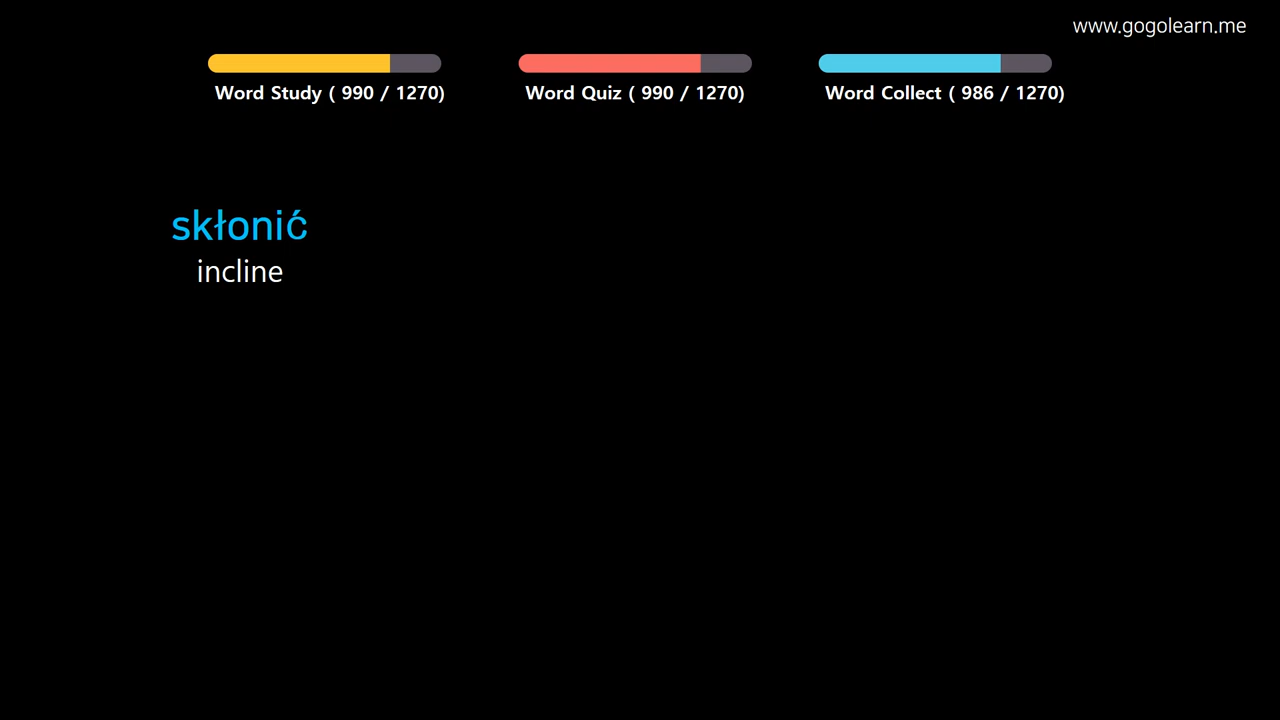 www.gogolearn.me
Word Study ( 990 / 1270)
Word Quiz ( 990 / 1270)
Word Collect ( 986 / 1270)
skłonić
incline